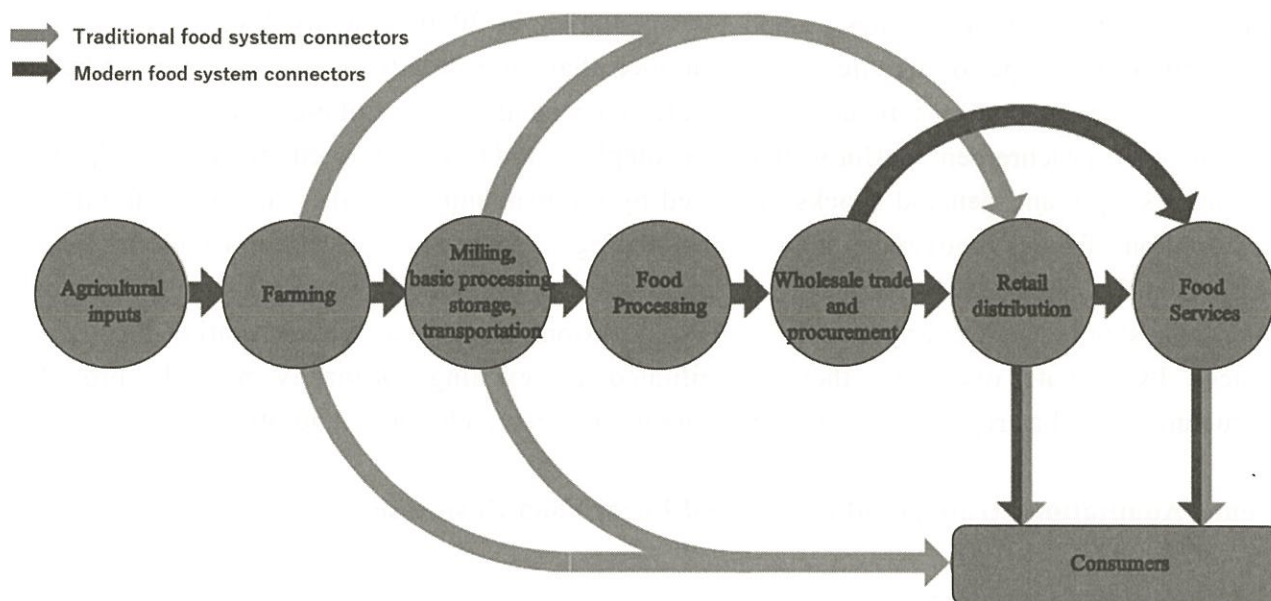 Traditional food system connectors
Modern food system connectors
Agricultural
inputs
Farming
Milling,
basic processing
storage,
transportation
Food
Processing
Wholesale trade
and
procurement
Retail
distribution
Food
Services
Consumers